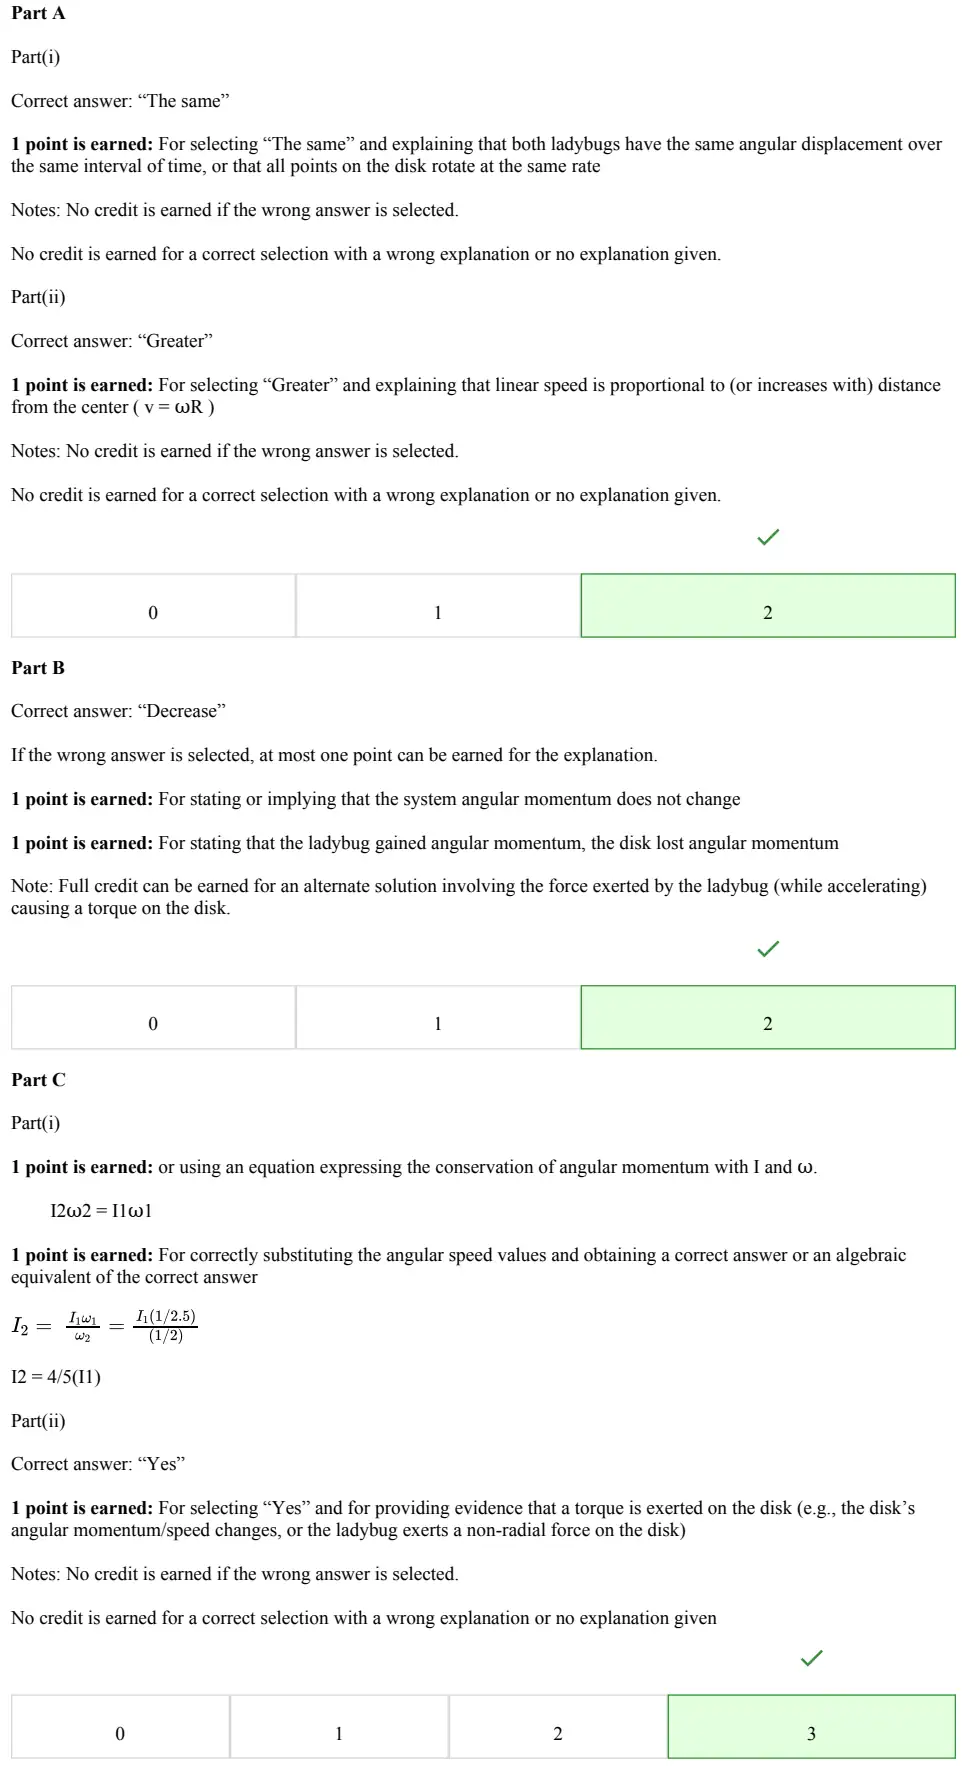 Part A
Part(i)
Correct answer: “The same”
1 point is earned: For selecting “The same” and explaining that both ladybugs have the same angular displacement over
the same interval of time, or that all points on the disk rotate at the same rate
Notes: No credit is earned if the wrong answer is selected.
No credit is earned for a correct selection with a wrong explanation or no explanation given.
Part(ii)
Correct answer: “Greater”
1 point is earned: For selecting “Greater” and explaining that linear speed is proportional to (or increases with) distance
from the center ( v = ωR )
Notes: No credit is earned if the wrong answer is selected.
No credit is earned for a correct selection with a wrong explanation or no explanation given.
0 1 2
Part B
Correct answer: “Decrease”
If the wrong answer is selected, at most one point can be earned for the explanation.
1 point is earned: For stating or implying that the system angular momentum does not change
1 point is earned: For stating that the ladybug gained angular momentum, the disk lost angular momentum
Note: Full credit can be earned for an alternate solution involving the force exerted by the ladybug (while accelerating)
causing a torque on the disk.
0 1 2
Part C
Part(i)
1 point is earned: or using an equation expressing the conservation of angular momentum with I and ω.
I2ω2 = I1ω1
1 point is earned: For correctly substituting the angular speed values and obtaining a correct answer or an algebraic
equivalent of the correct answer
I₂ = I₁ω₁/ω₂ = I₁(1/2.5)/(1/2)
I2 = 4/5(I1)
Part(ii)
Correct answer: “Yes”
1 point is earned: For selecting “Yes” and for providing evidence that a torque is exerted on the disk (e.g., the disk’s
angular momentum/speed changes, or the ladybug exerts a non-radial force on the disk)
Notes: No credit is earned if the wrong answer is selected.
No credit is earned for a correct selection with a wrong explanation or no explanation given
0 1 2 3